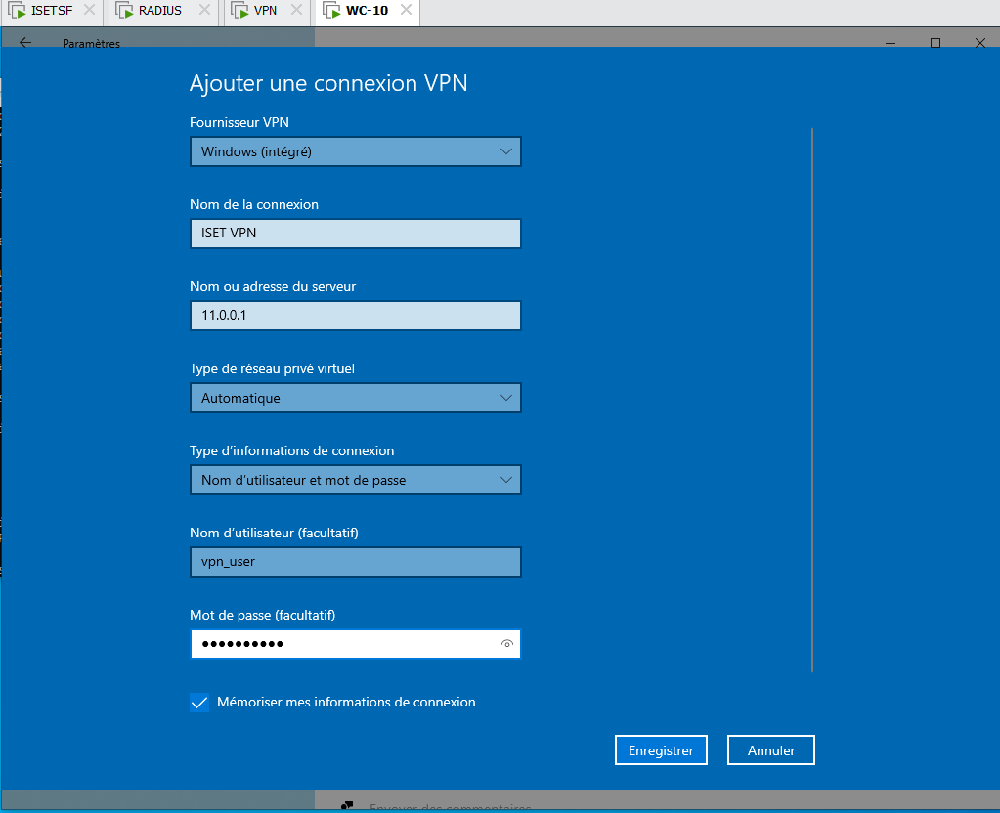 ISETSF RADIUS VPN WC-10
Paramètres
Ajouter une connexion VPN
Fournisseur VPN
Windows (intégré)
Nom de la connexion
ISET VPN
Nom ou adresse du serveur
11.0.0.1
Type de réseau privé virtuel
Automatique
Type d'informations de connexion
Nom d'utilisateur et mot de passe
Nom d'utilisateur (facultatif)
vpn_user
Mot de passe (facultatif)
●●●●●●●●●●
Mémoriser mes informations de connexion
Enregistrer Annuler
Envoyer des commentaires